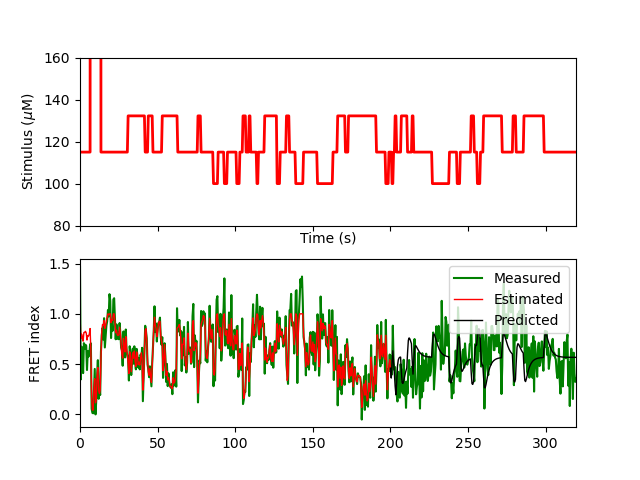 160
140
120
100
80
Stimulus (μM)
Time (s)
1.5
1.0
0.5
0.0
FRET index
Measured
Estimated
Predicted
0 50 100 150 200 250 300